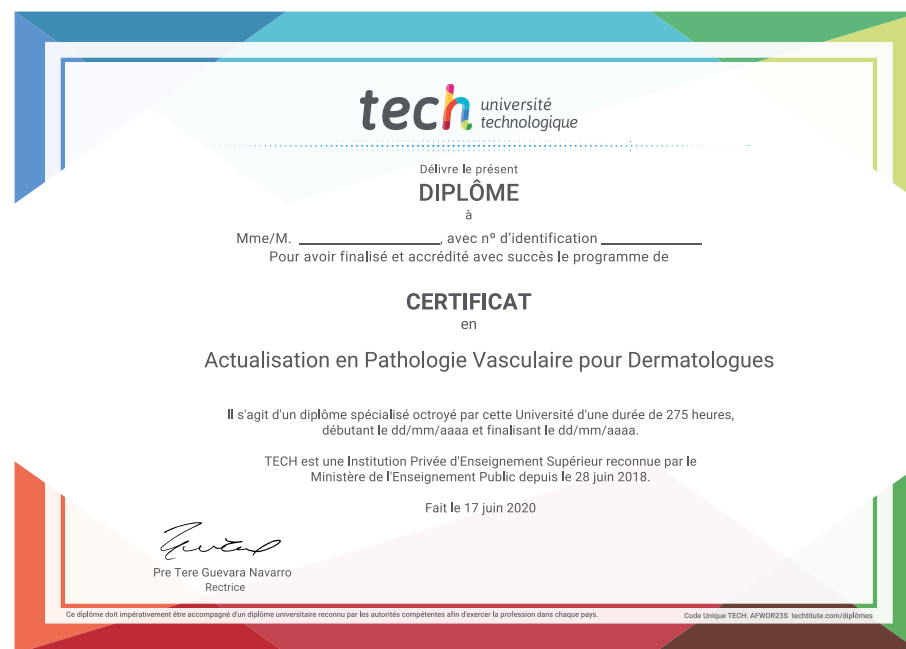 tech université
technologique
Délivre le présent
DIPLÔME
à
Mme/M. ____________________, avec nº d'identification ______________
Pour avoir finalisé et accrédité avec succès le programme de
CERTIFICAT
en
Actualisation en Pathologie Vasculaire pour Dermatologues
Il s'agit d'un diplôme spécialisé octroyé par cette Université d'une durée de 275 heures,
débutant le dd/mm/aaaa et finalisant le dd/mm/aaaa.
TECH est une Institution Privée d'Enseignement Supérieur reconnue par le
Ministère de l'Enseignement Public depuis le 28 juin 2018.
Fait le 17 juin 2020
Pre Tere Guevara Navarro
Rectrice
Ce diplôme doit impérativement être accompagné d'un diplôme universitaire reconnu par les autorités compétentes afin d'exercer la profession dans chaque pays.
Code Unique TECH: AFWOR23S techtitute.com/diplômes